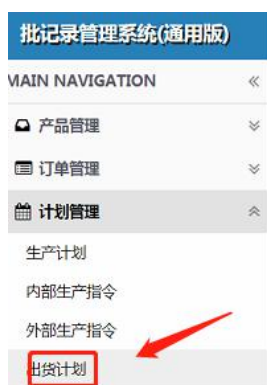 批记录管理系统(通用版)
MAIN NAVIGATION
产品管理
订单管理
计划管理
生产计划
内部生产指令
外部生产指令
出货计划